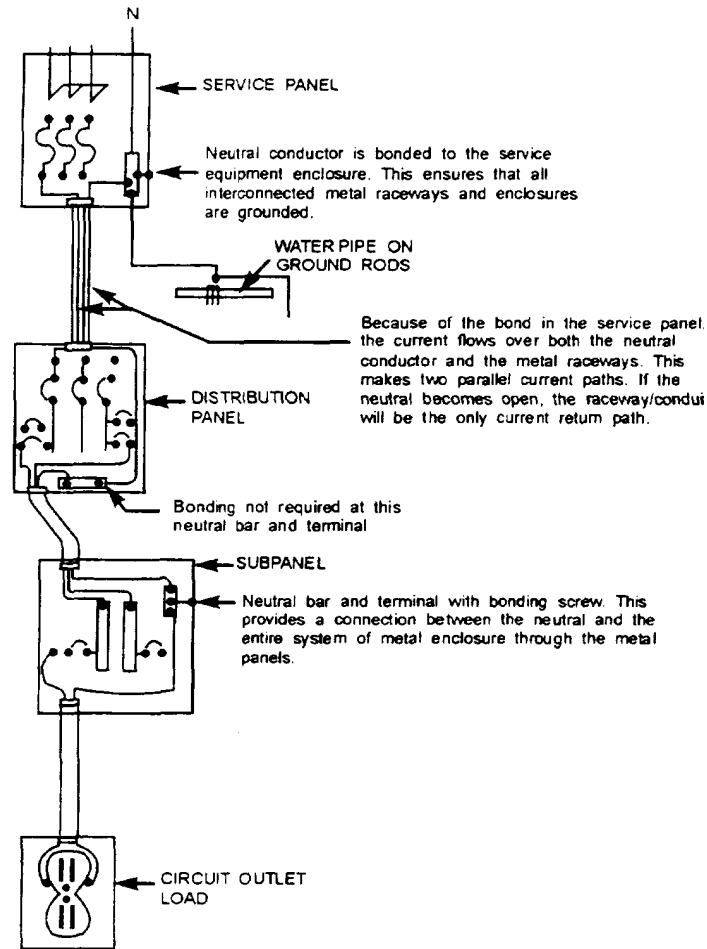 N
SERVICE PANEL
Neutral conductor is bonded to the service
equipment enclosure. This ensures that all
interconnected metal raceways and enclosures
are grounded.
WATER PIPE ON
GROUND RODS
Because of the bond in the service panel,
the current flows over both the neutral
conductor and the metal raceways. This
makes two parallel current paths. If the
neutral becomes open, the raceway/conduit
will be the only current return path.
DISTRIBUTION
PANEL
Bonding not required at this
neutral bar and terminal
SUBPANEL
Neutral bar and terminal with bonding screw. This
provides a connection between the neutral and the
entire system of metal enclosure through the metal
panels.
CIRCUIT OUTLET
LOAD